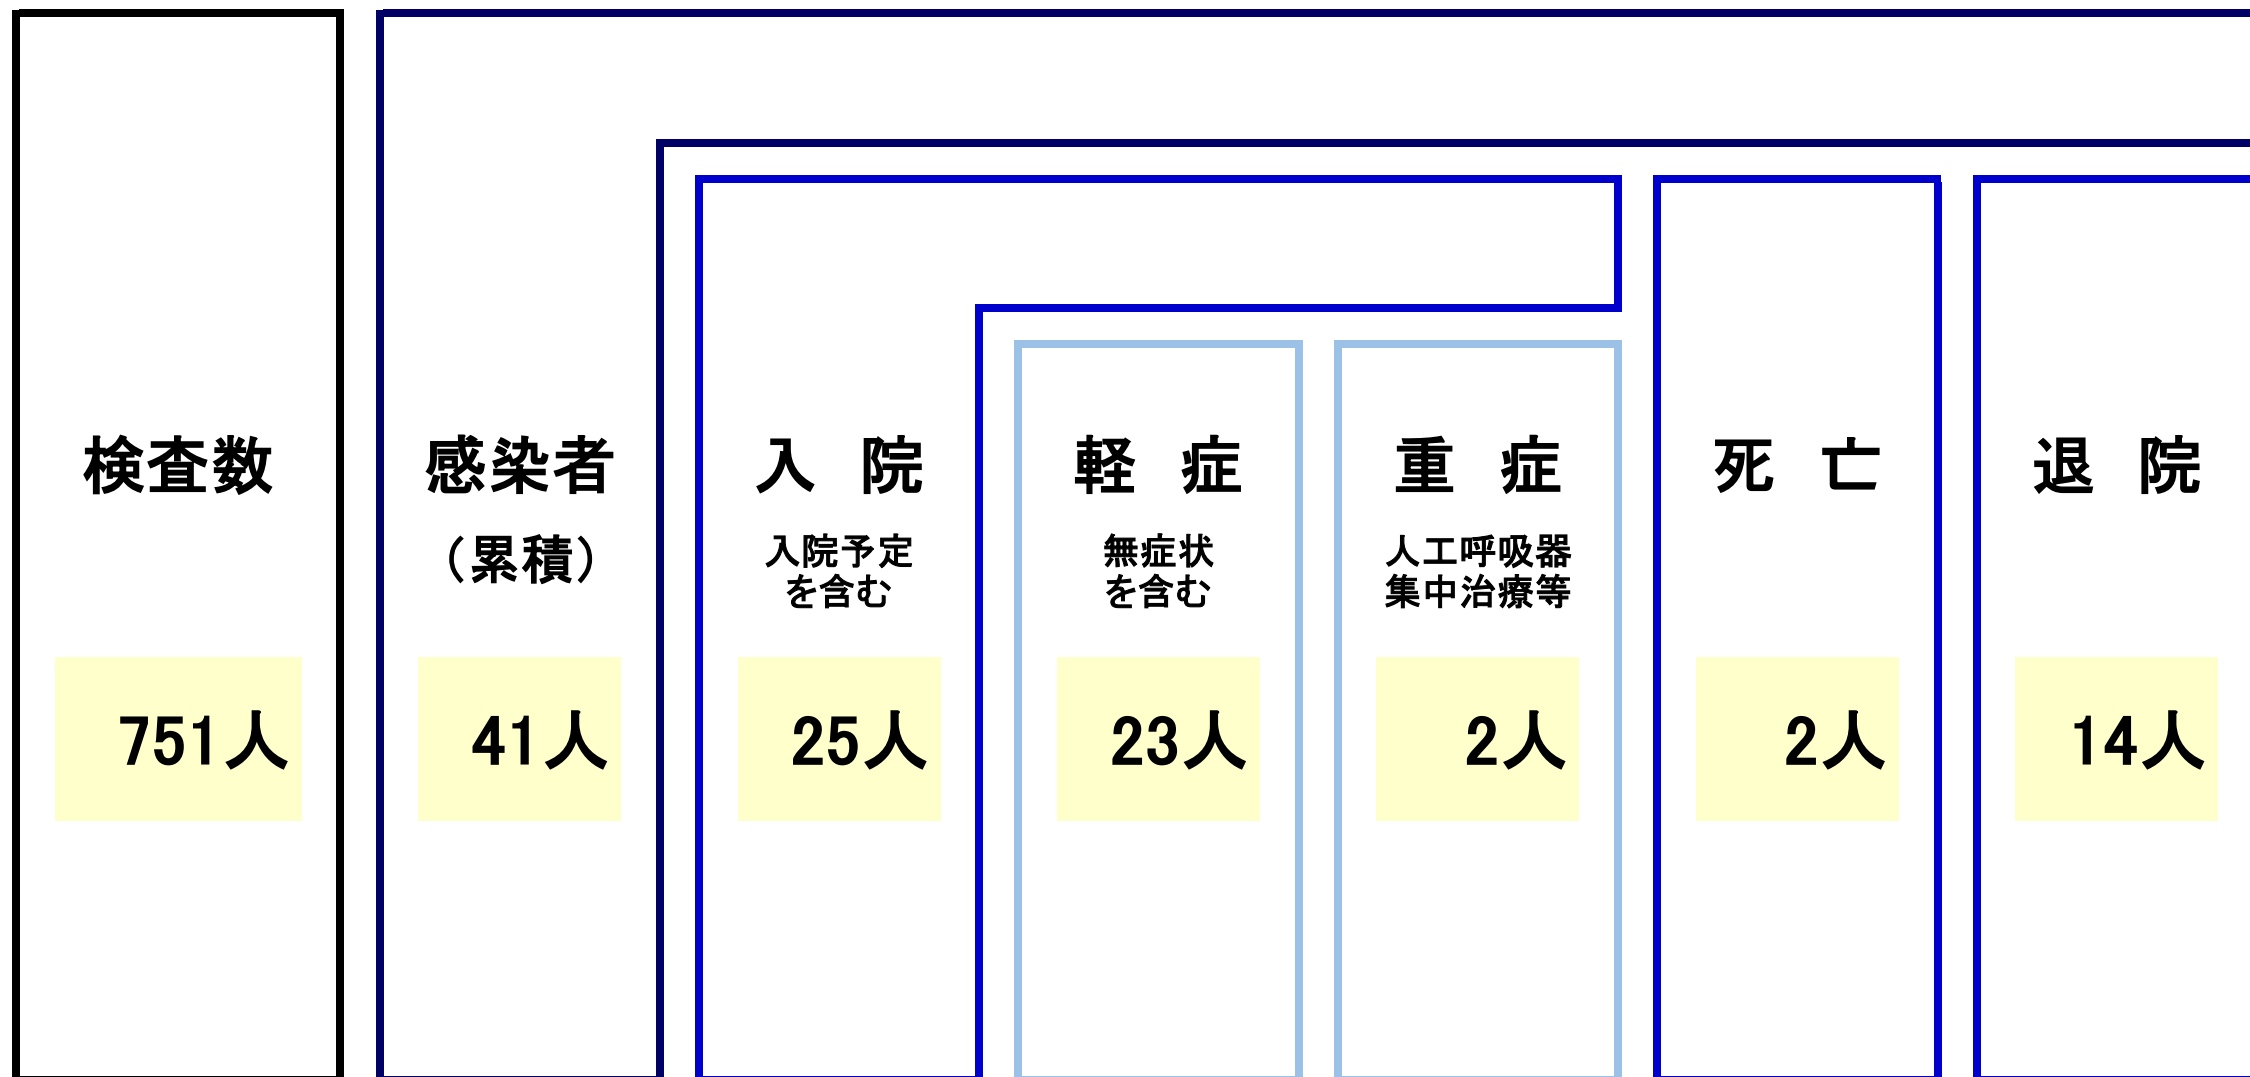 検査数
751人
感染者
（累積）
41人
入 院
入院予定
を含む
25人
軽 症
無症状
を含む
23人
重 症
人工呼吸器
集中治療等
2人
死 亡
2人
退 院
14人